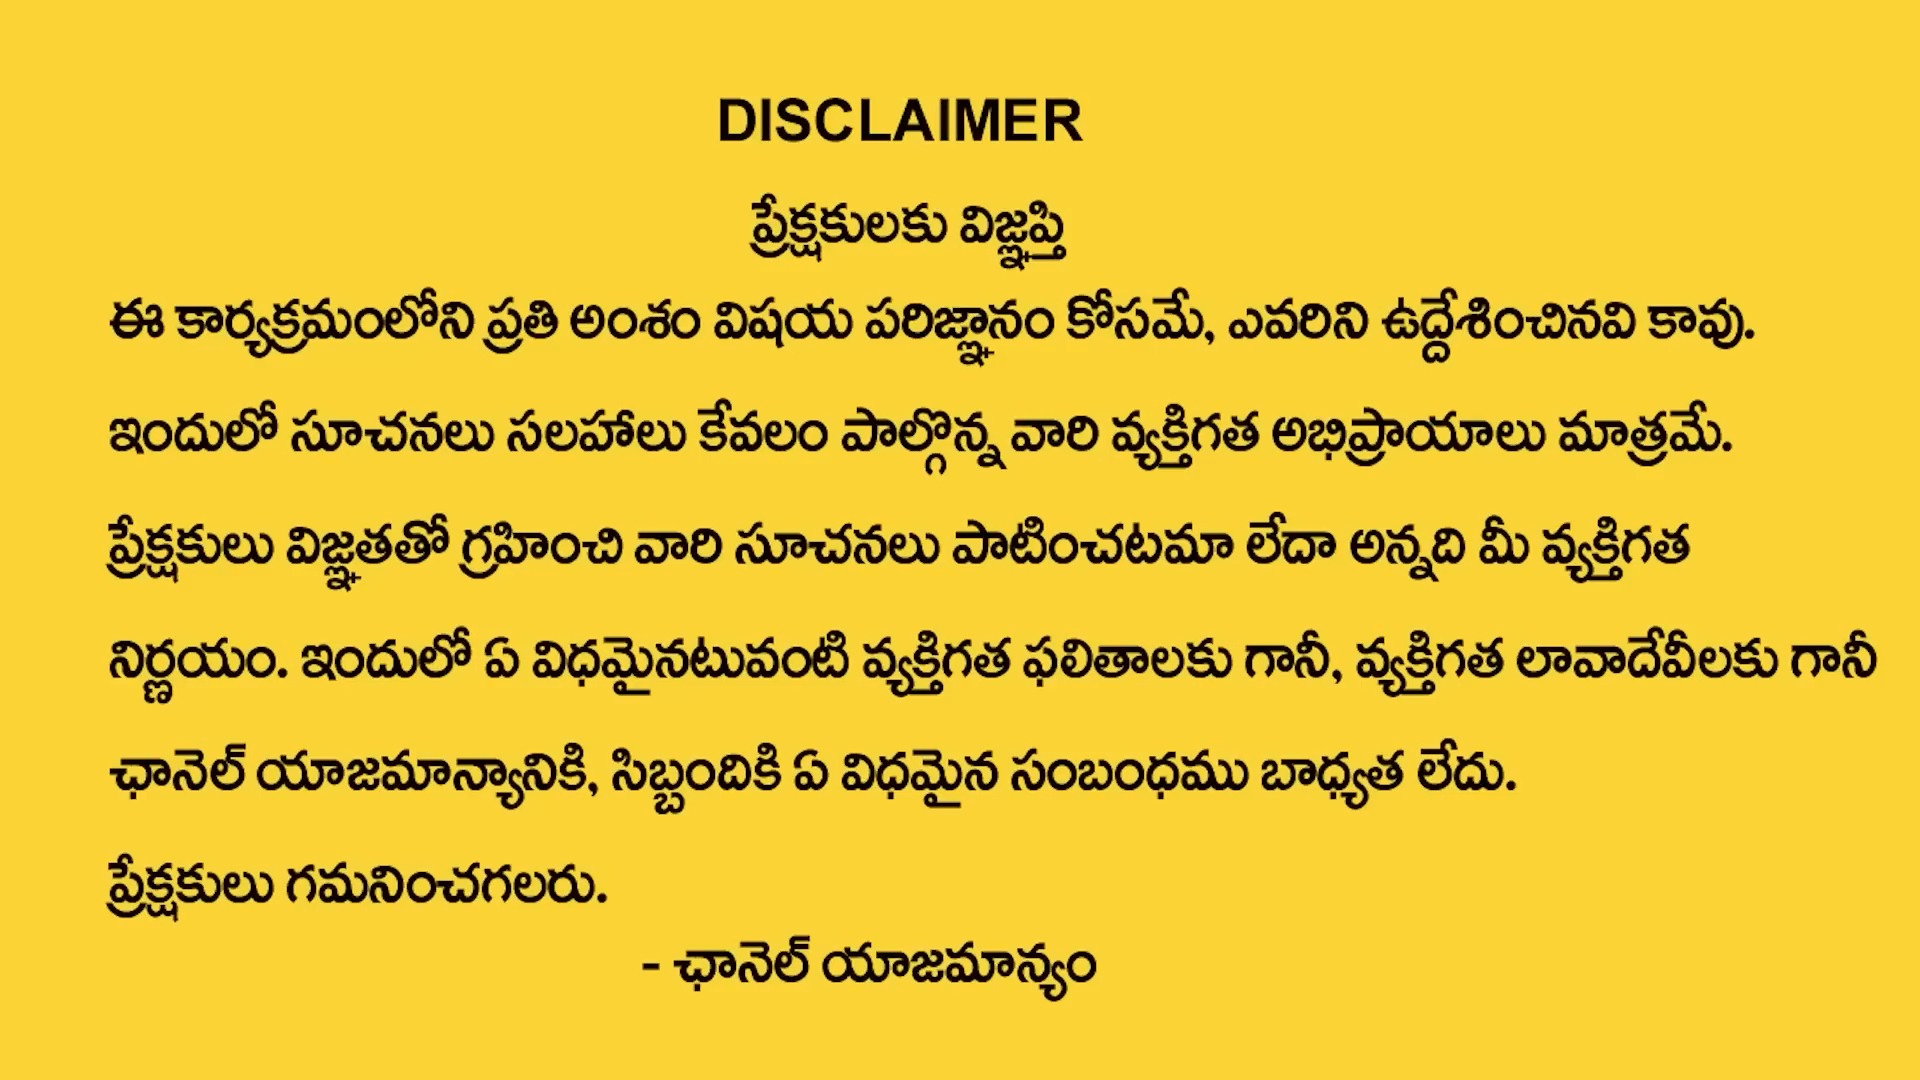 DISCLAIMER
ప్రేక్షకులకు విజ్ఞప్తి
ఈ కార్యక్రమంలోని ప్రతి అంశం విషయ పరిజ్ఞానం కోసమే, ఎవరిని ఉద్దేశించినవి కావు.
ఇందులో సూచనలు సలహాలు కేవలం పాల్గొన్న వారి వ్యక్తిగత అభిప్రాయాలు మాత్రమే.
ప్రేక్షకులు విజ్ఞతతో గ్రహించి వారి సూచనలు పాటించటమా లేదా అన్నది మీ వ్యక్తిగత
నిర్ణయం. ఇందులో ఏ విధమైనటువంటి వ్యక్తిగత ఫలితాలకు గానీ, వ్యక్తిగత లావాదేవీలకు గానీ
ఛానెల్ యాజమాన్యానికి, సిబ్బందికి ఏ విధమైన సంబంధము బాధ్యత లేదు.
ప్రేక్షకులు గమనించగలరు.
- ఛానెల్ యాజమాన్యం